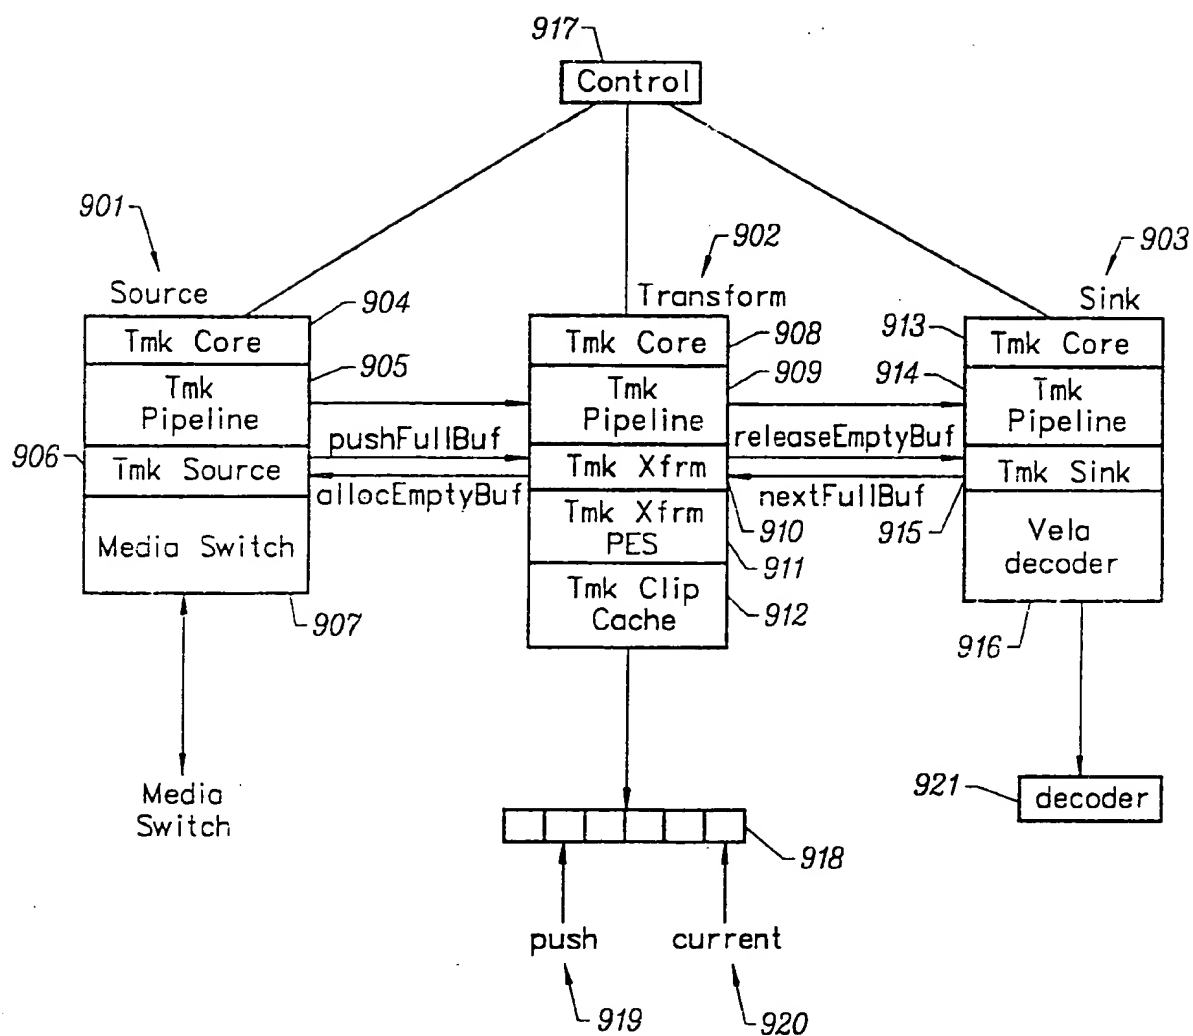 917
Control
901
902
903
Source
Transform
Sink
904
908
913
Tmk Core
Tmk Core
Tmk Core
905
909
914
Tmk
Pipeline
Tmk
Pipeline
Tmk
Pipeline
pushFullBuf
releaseEmptyBuf
906
Tmk Source
Tmk Xfrm
Tmk Sink
allocEmptyBuf
nextFullBuf
910
915
Media Switch
Tmk Xfrm
PES
911
Vela
decoder
907
Tmk Clip
Cache
912
916
Media
Switch
921
decoder
918
push
current
919
920